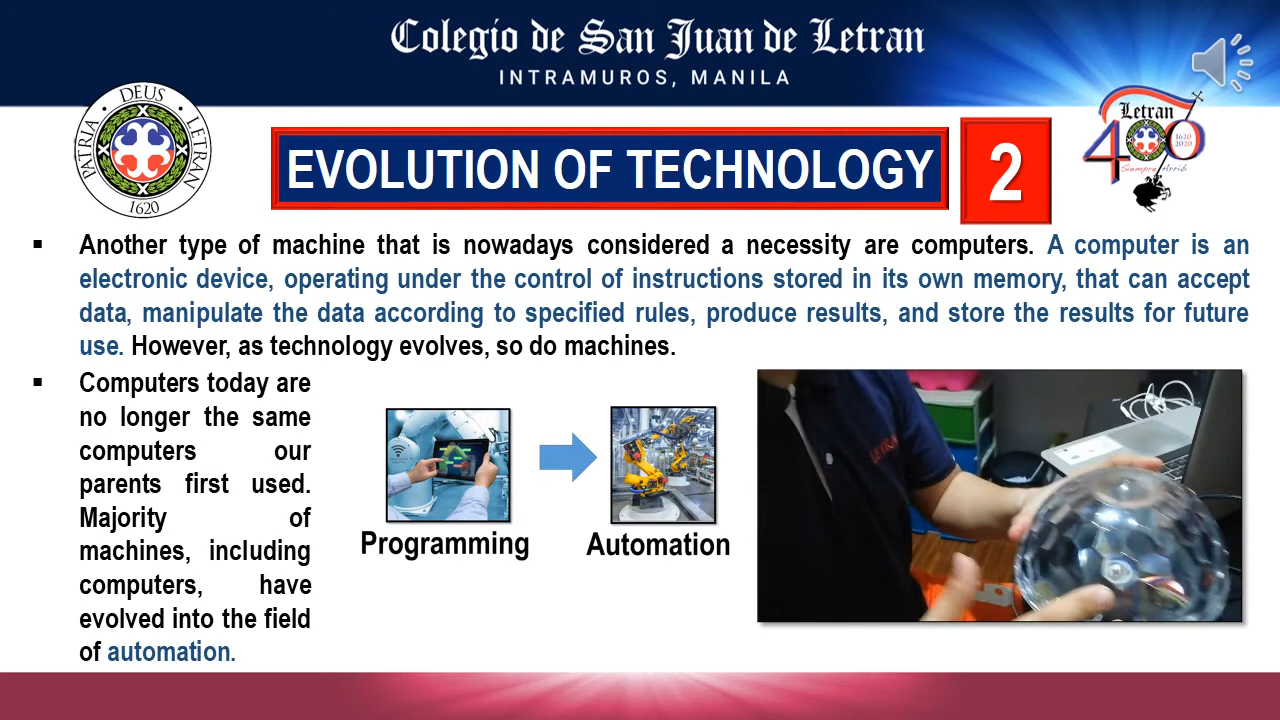 Colegio de San Juan de Letran
INTRAMUROS, MANILA
DEUS PATRIA LETRAN
1620
Letran
400
1620
2020
Siempre Arriba
EVOLUTION OF TECHNOLOGY
2
▪ Another type of machine that is nowadays considered a necessity are computers. A computer is an
electronic device, operating under the control of instructions stored in its own memory, that can accept
data, manipulate the data according to specified rules, produce results, and store the results for future
use. However, as technology evolves, so do machines.
▪ Computers today are
no longer the same
computers our
parents first used.
Majority of
machines, including
computers, have
evolved into the field
of automation.
Programming
Automation
LETRAN